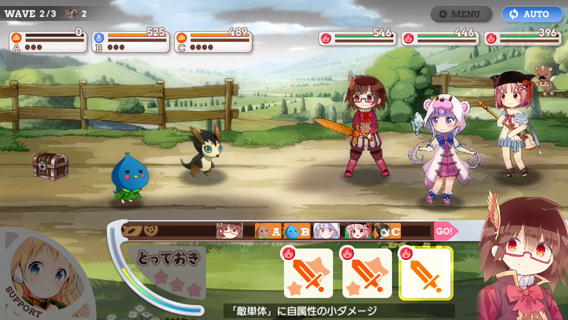 WAVE 2/3 2
MENU
AUTO
0
525
489
546
446
396
A
B
C
A B C GO!
とっておき
SUPPORT
「敵単体」に自属性の小ダメージ